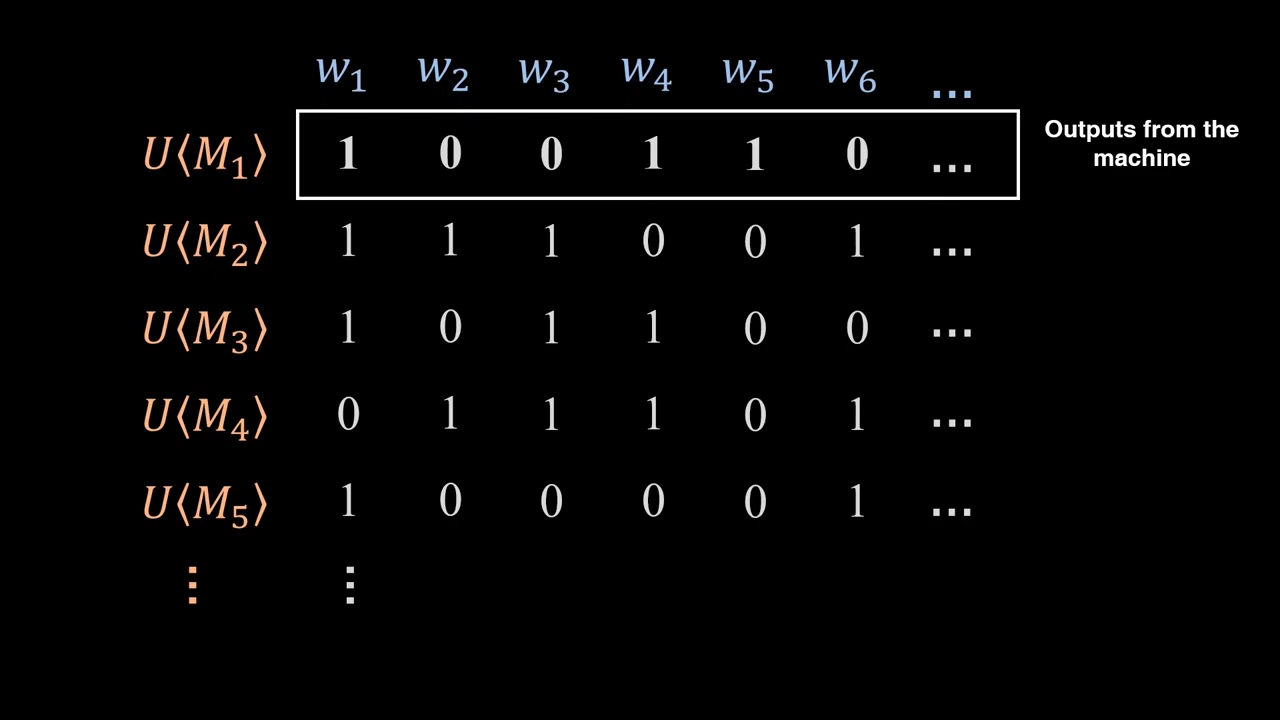 w₁ w₂ w₃ w₄ w₅ w₆ ...
U⟨M₁⟩ 1 0 0 1 1 0 ...
Outputs from the
machine
U⟨M₂⟩ 1 1 1 0 0 1 ...
U⟨M₃⟩ 1 0 1 1 0 0 ...
U⟨M₄⟩ 0 1 1 1 0 1 ...
U⟨M₅⟩ 1 0 0 0 0 1 ...
⋮ ⋮